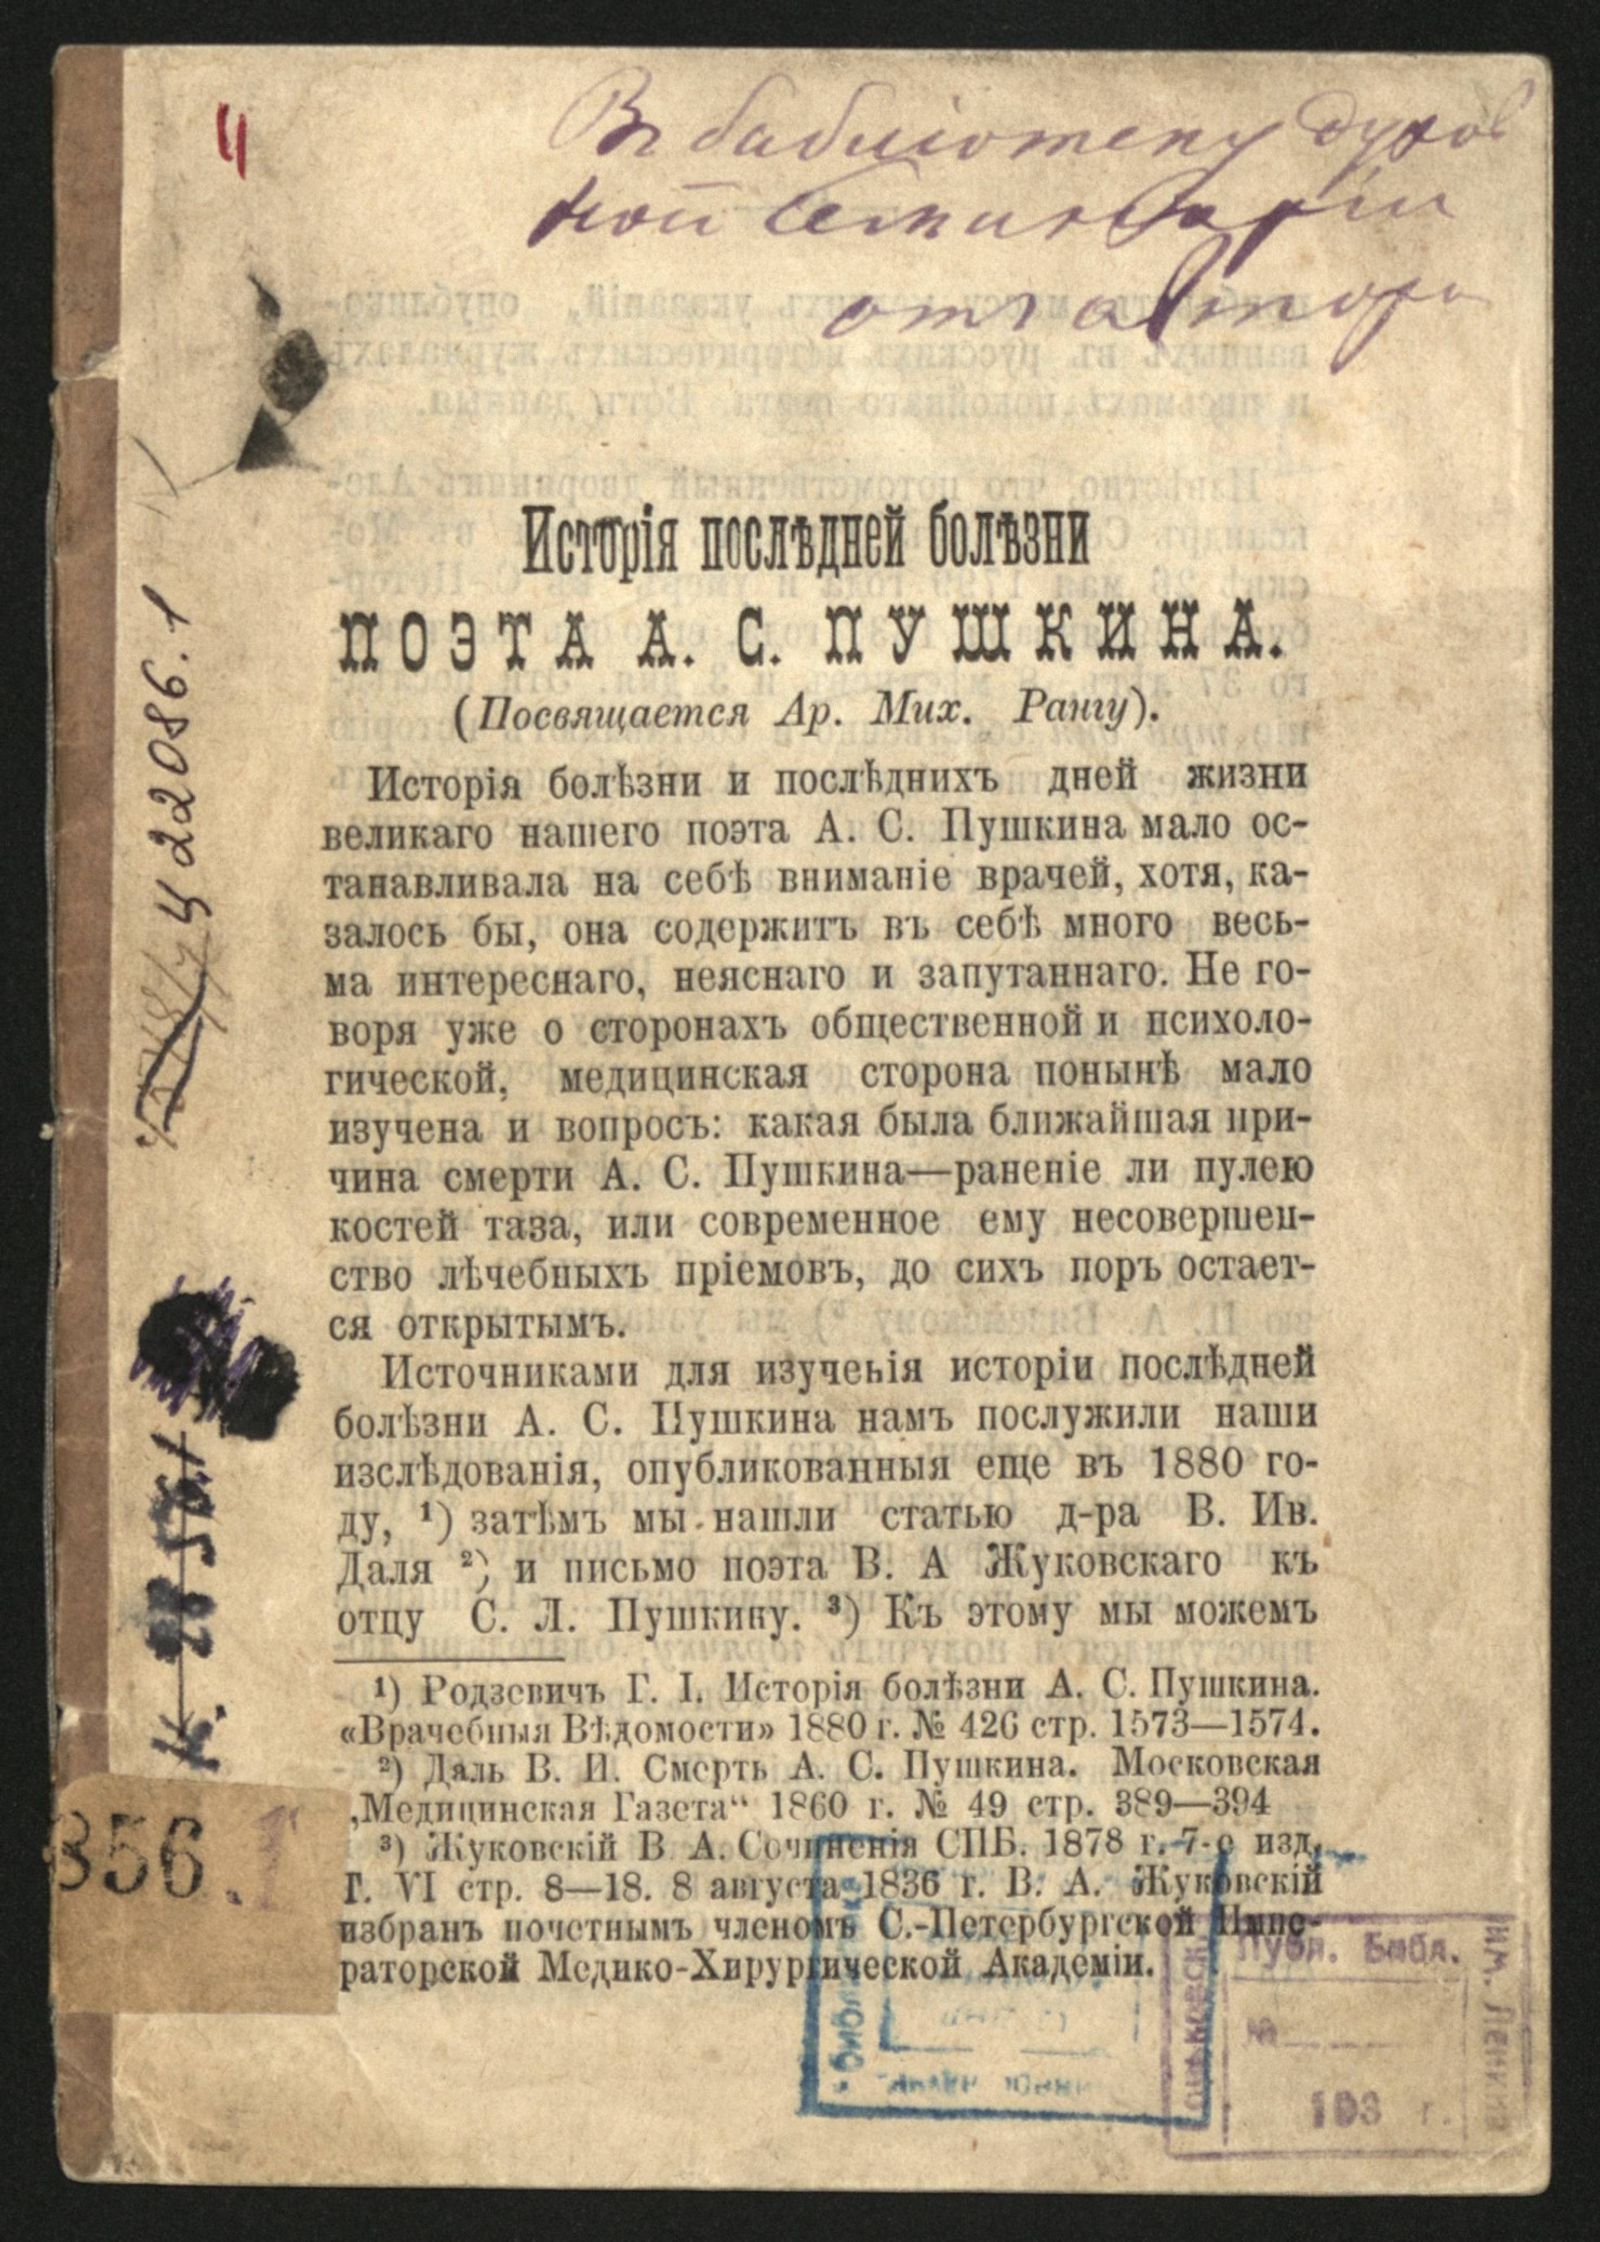 Ч
Въ библіотеку духов
ной Семинаріи
отъ автора
Исторія послѣдней болѣзни
ПОЭТА А. С. ПУШКИНА.
(Посвящается Ар. Мих. Рангу).
Исторія болѣзни и послѣднихъ дней жизни
великаго нашего поэта А. С. Пушкина мало ос-
танавливала на себѣ вниманіе врачей, хотя, ка-
залось бы, она содержитъ въ себѣ много весь-
ма интереснаго, неяснаго и запутаннаго. Не го-
воря уже о сторонахъ общественной и психоло-
гической, медицинская сторона понынѣ мало
изучена и вопросъ: какая была ближайшая при-
чина смерти А. С. Пушкина—раненіе ли пулею
костей таза, или современное ему несовершен-
ство лѣчебныхъ пріемовъ, до сихъ поръ остает-
ся открытымъ.
Источниками для изученія исторіи послѣдней
болѣзни А. С. Пушкина намъ послужили наши
изслѣдованія, опубликованныя еще въ 1880 го-
ду, ¹) затѣмъ мы нашли статью д-ра В. Ив.
Даля ²) и письмо поэта В. А Жуковскаго къ
отцу С. Л. Пушкину. ³) Къ этому мы можемъ
¹) Родзевичъ Г. І. Исторія болѣзни А. С. Пушкина.
«Врачебныя Вѣдомости» 1880 г. № 426 стр. 1573—1574.
²) Даль В. И. Смерть А. С. Пушкина. Московская
„Медицинская Газета“ 1860 г. № 49 стр. 389—394
³) Жуковскій В. А. Сочиненія СПБ. 1878 г. 7-е изд.
Т. VI стр. 8—18. 8 августа 1836 г. В. А. Жуковскій
избранъ почетнымъ членомъ С.-Петербургской Импе-
раторской Медико-Хирургической Академіи.
Ч 22086.1
К.
356.1
Публ. Библ.
им. Ленина
№
193 г.